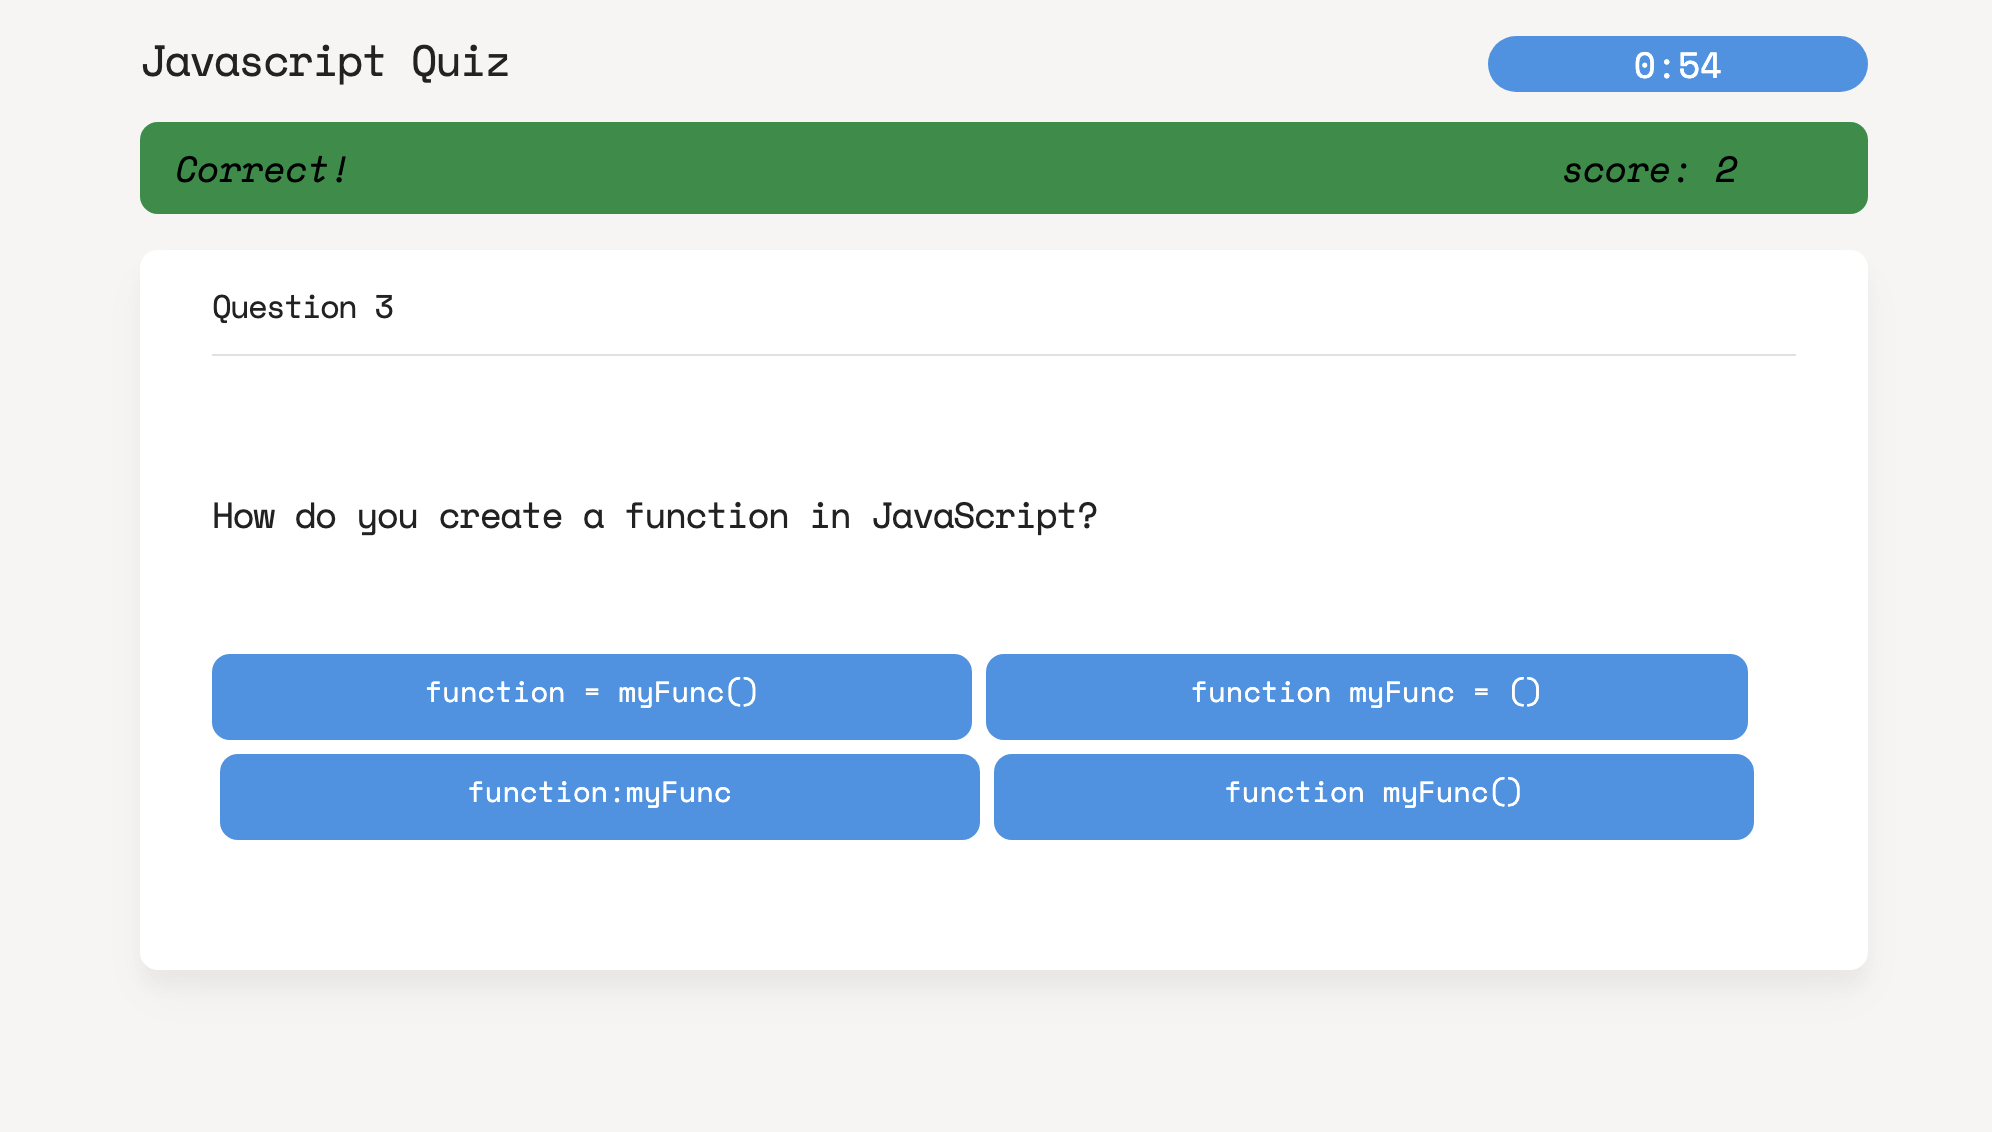 Javascript Quiz
0:54
Correct!
score: 2
Question 3
How do you create a function in JavaScript?
function = myFunc()
function myFunc = ()
function:myFunc
function myFunc()